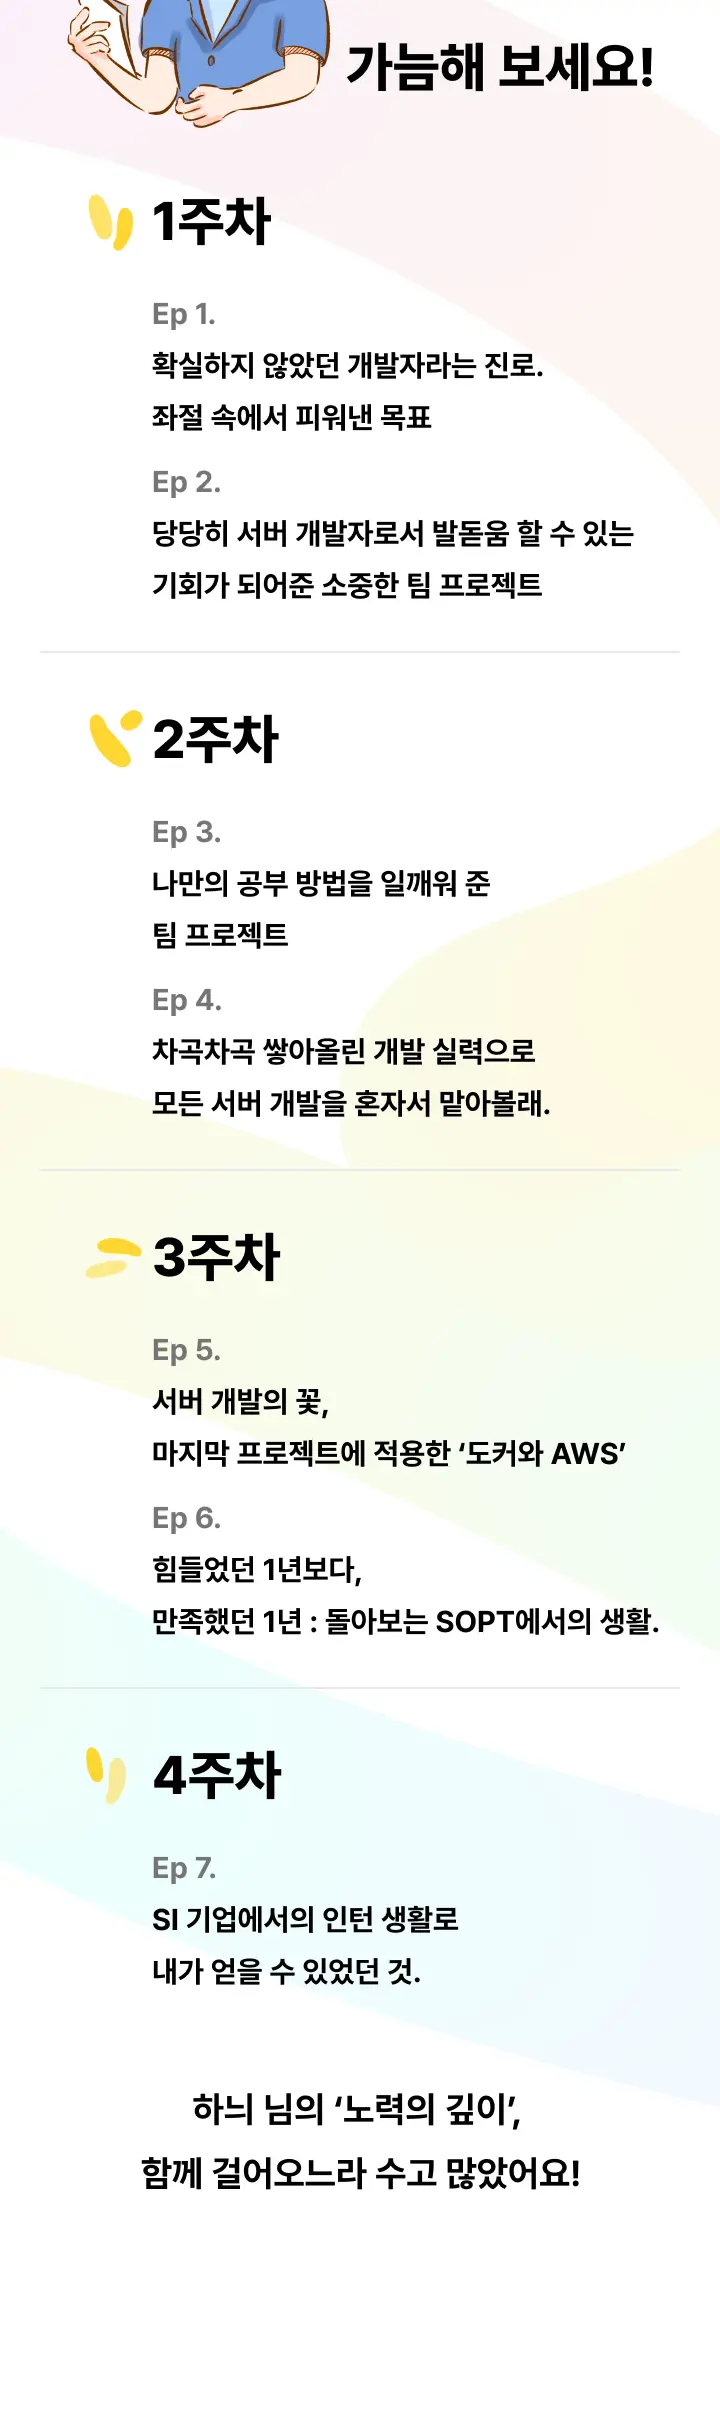 가늠해 보세요!
1주차
Ep 1.
확실하지 않았던 개발자라는 진로.
좌절 속에서 피워낸 목표
Ep 2.
당당히 서버 개발자로서 발돋움 할 수 있는
기회가 되어준 소중한 팀 프로젝트
2주차
Ep 3.
나만의 공부 방법을 일깨워 준
팀 프로젝트
Ep 4.
차곡차곡 쌓아올린 개발 실력으로
모든 서버 개발을 혼자서 맡아볼래.
3주차
Ep 5.
서버 개발의 꽃,
마지막 프로젝트에 적용한 ‘도커와 AWS’
Ep 6.
힘들었던 1년보다,
만족했던 1년 : 돌아보는 SOPT에서의 생활.
4주차
Ep 7.
SI 기업에서의 인턴 생활로
내가 얻을 수 있었던 것.
하늬 님의 ‘노력의 깊이’,
함께 걸어오느라 수고 많았어요!